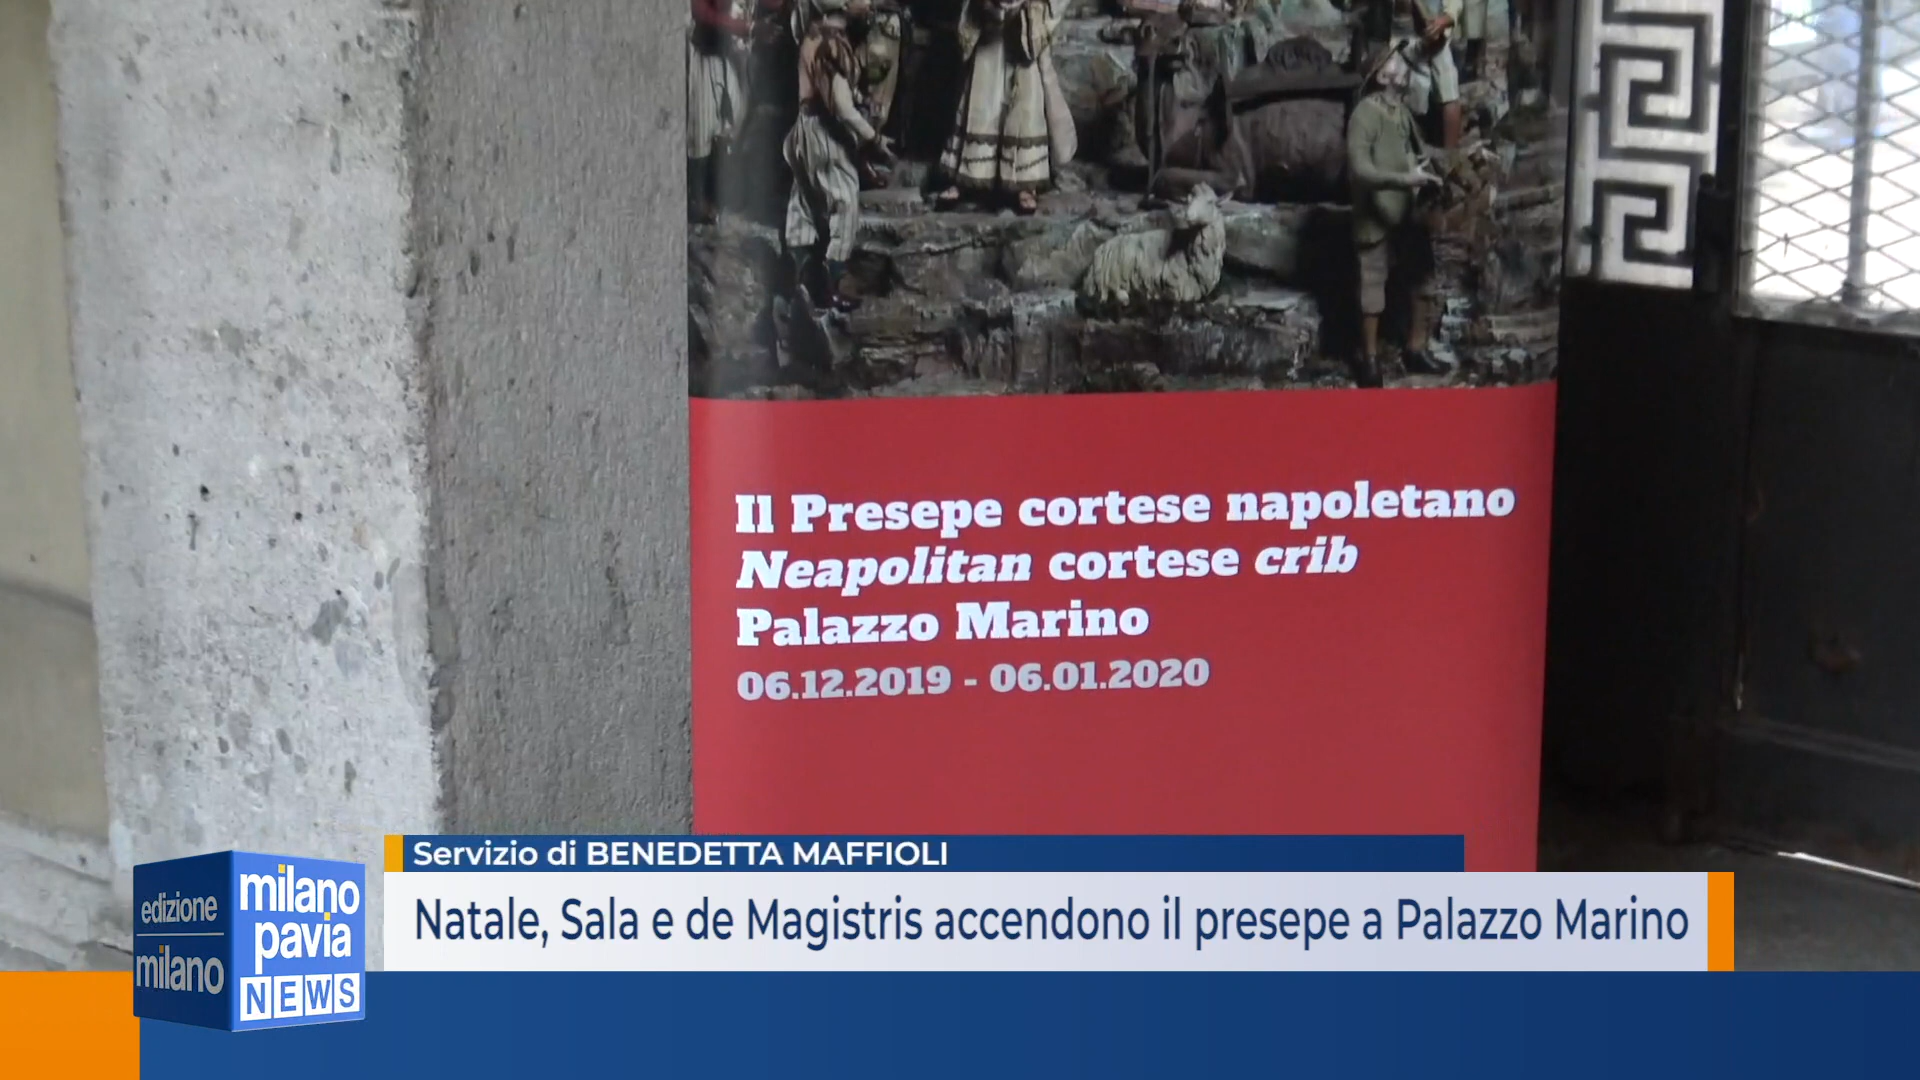 Il Presepe cortese napoletano
Neapolitan cortese crib
Palazzo Marino
06.12.2019 - 06.01.2020
Servizio di BENEDETTA MAFFIOLI
Natale, Sala e de Magistris accendono il presepe a Palazzo Marino
edizione
milano
milano
pavia
NEWS